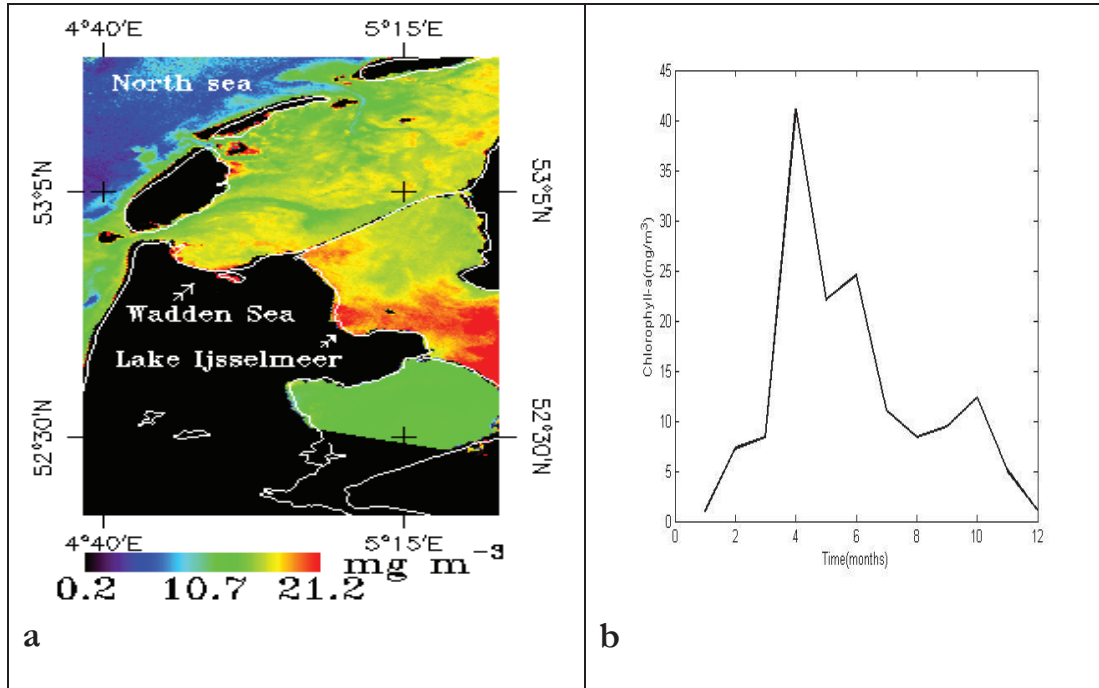 4°40'E 5°15'E
North sea
53°5'N 53°5'N
Wadden Sea
Lake Ijsselmeer
52°30'N 52°30'N
4°40'E 5°15'E
mg m⁻³
0.2 10.7 21.2
a
45
40
35
30
25
20
15
10
5
0
Chlorophyll-a(mg/m³)
0 2 4 6 8 10 12
Time(months)
b